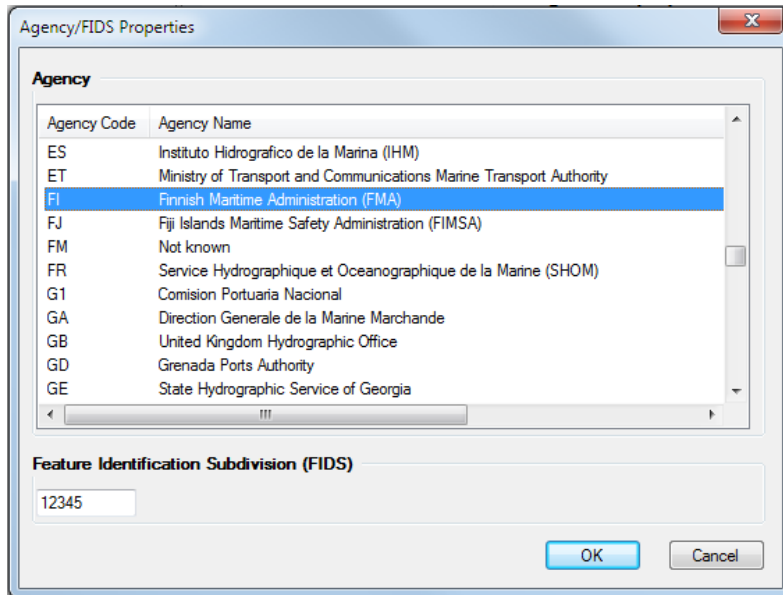 Agency/FIDS Properties
Agency
Agency Code Agency Name
ES Instituto Hidrografico de la Marina (IHM)
ET Ministry of Transport and Communications Marine Transport Authority
FI Finnish Maritime Administration (FMA)
FJ Fiji Islands Maritime Safety Administration (FIMSA)
FM Not known
FR Service Hydrographique et Oceanographique de la Marine (SHOM)
G1 Comision Portuaria Nacional
GA Direction Generale de la Marine Marchande
GB United Kingdom Hydrographic Office
GD Grenada Ports Authority
GE State Hydrographic Service of Georgia
Feature Identification Subdivision (FIDS)
12345
OK Cancel